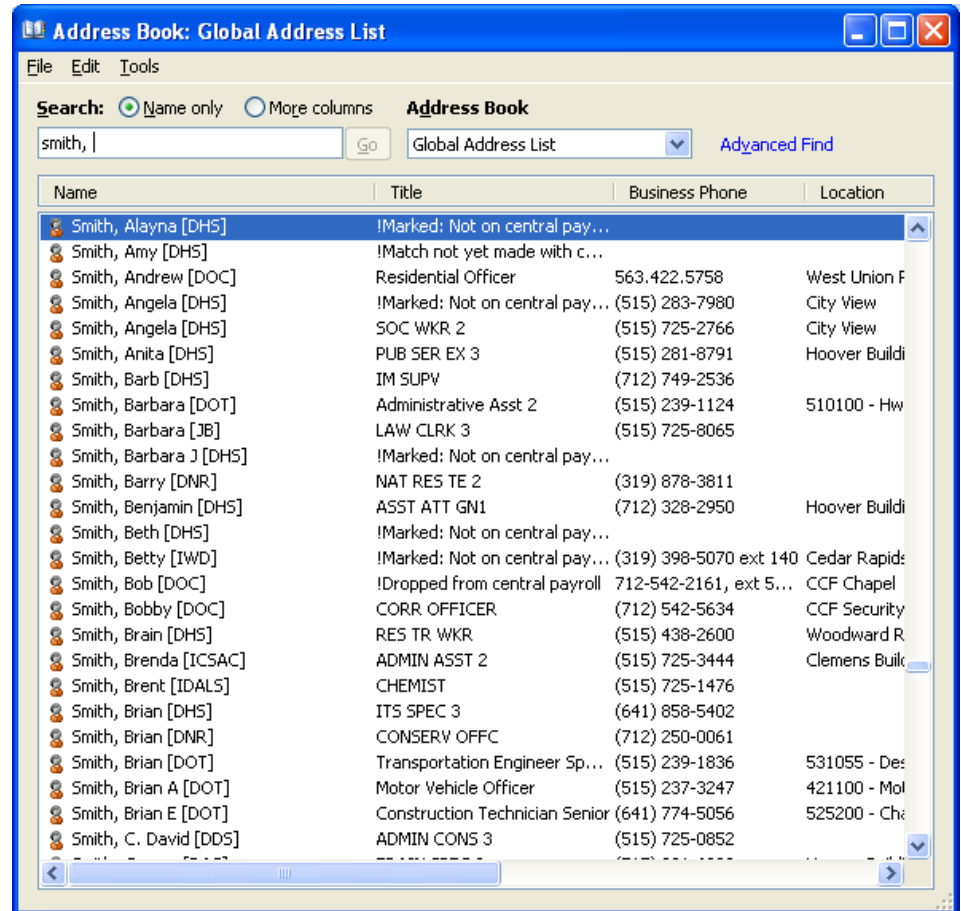 Address Book: Global Address List
File Edit Tools
Search: Name only More columns Address Book
smith, Go Global Address List Advanced Find
Name Title Business Phone Location
Smith, Alayna [DHS] !Marked: Not on central pay...
Smith, Amy [DHS] !Match not yet made with c...
Smith, Andrew [DOC] Residential Officer 563.422.5758 West Union
Smith, Angela [DHS] !Marked: Not on central pay... (515) 283-7980 City View
Smith, Angela [DHS] SOC WKR 2 (515) 725-2766 City View
Smith, Anita [DHS] PUB SER EX 3 (515) 281-8791 Hoover Buildi
Smith, Barb [DHS] IM SUPV (712) 749-2536
Smith, Barbara [DOT] Administrative Asst 2 (515) 239-1124 510100 - Hw
Smith, Barbara [JB] LAW CLRK 3 (515) 725-8065
Smith, Barbara J [DHS] !Marked: Not on central pay...
Smith, Barry [DNR] NAT RES TE 2 (319) 878-3811
Smith, Benjamin [DHS] ASST ATT GN1 (712) 328-2950 Hoover Buildi
Smith, Beth [DHS] !Marked: Not on central pay...
Smith, Betty [IWD] !Marked: Not on central pay... (319) 398-5070 ext 140 Cedar Rapids
Smith, Bob [DOC] !Dropped from central payroll 712-542-2161, ext 5... CCF Chapel
Smith, Bobby [DOC] CORR OFFICER (712) 542-5634 CCF Security
Smith, Brain [DHS] RES TR WKR (515) 438-2600 Woodward R
Smith, Brenda [ICSAC] ADMIN ASST 2 (515) 725-3444 Clemens Buil
Smith, Brent [IDALS] CHEMIST (515) 725-1476
Smith, Brian [DHS] ITS SPEC 3 (641) 858-5402
Smith, Brian [DNR] CONSERV OFFC (712) 250-0061
Smith, Brian [DOT] Transportation Engineer Sp... (515) 239-1836 531055 - Des
Smith, Brian A [DOT] Motor Vehicle Officer (515) 237-3247 421100 - Mot
Smith, Brian E [DOT] Construction Technician Senior (641) 774-5056 525200 - Cha
Smith, C. David [DDS] ADMIN CONS 3 (515) 725-0852